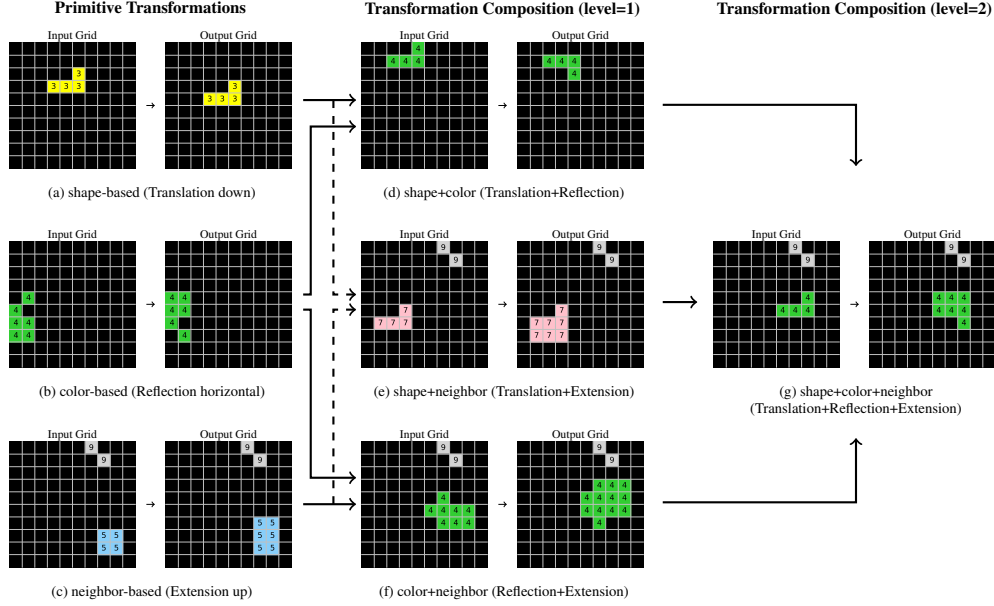 Primitive Transformations
Transformation Composition (level=1)
Transformation Composition (level=2)
Input Grid
3
3 3 3
→
Output Grid
3
3 3 3
(a) shape-based (Translation down)
Input Grid
4
4 4 4
→
Output Grid
4 4 4
4
(d) shape+color (Translation+Reflection)
Input Grid
4
4
4 4
4 4
→
Output Grid
4 4
4 4
4
4
(b) color-based (Reflection horizontal)
Input Grid
9
9
7
7 7 7
→
Output Grid
9
9
7
7 7 7
7 7 7
(e) shape+neighbor (Translation+Extension)
Input Grid
9
9
4
4 4 4
→
Output Grid
9
9
4 4 4
4 4 4
4
(g) shape+color+neighbor
(Translation+Reflection+Extension)
Input Grid
9
9
5 5
5 5
→
Output Grid
9
9
5 5
5 5
5 5
(c) neighbor-based (Extension up)
Input Grid
9
9
4
4 4 4 4
4 4 4
→
Output Grid
9
9
4 4 4
4 4 4 4
4 4 4 4
4
(f) color+neighbor (Reflection+Extension)